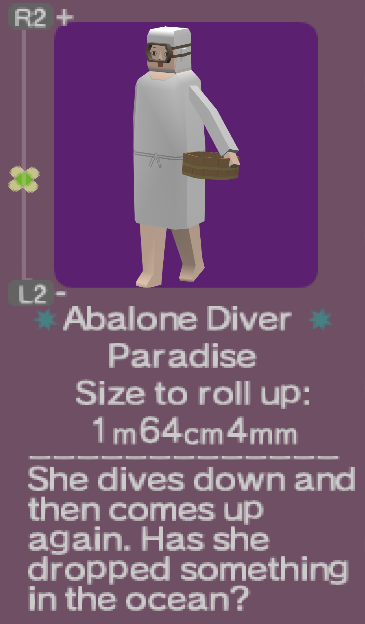 R2 +
L2 -
Abalone Diver
Paradise
Size to roll up:
1m64cm4mm
She dives down and
then comes up
again. Has she
dropped something
in the ocean?